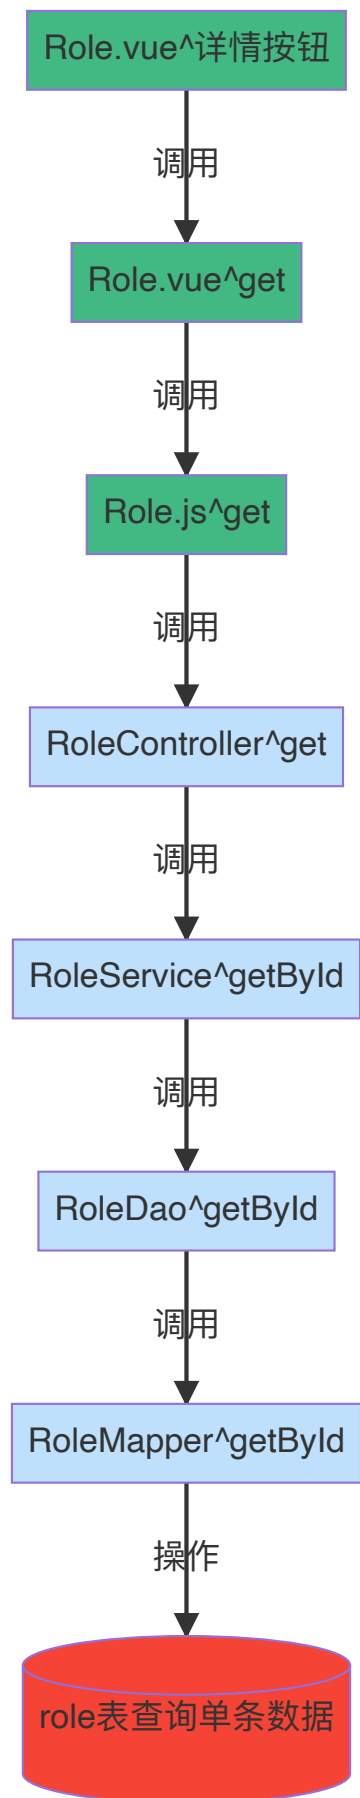 Role.vue^详情按钮
调用
Role.vue^get
调用
Role.js^get
调用
RoleController^get
调用
RoleService^getById
调用
RoleDao^getById
调用
RoleMapper^getById
操作
role表查询单条数据